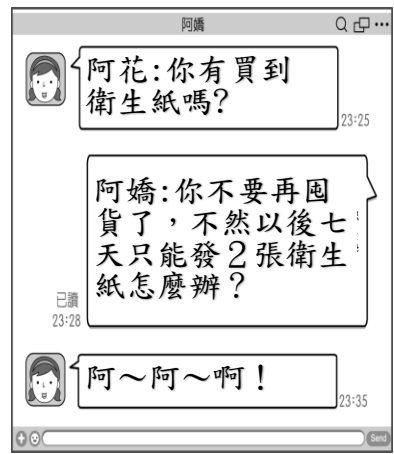 阿嬌
阿花:你有買到
衛生紙嗎?
23:25
阿嬌:你不要再囤
貨了,不然以後七
天只能發2張衛生
紙怎麼辦?
已讀
23:28
阿~阿~啊!
23:35
Send